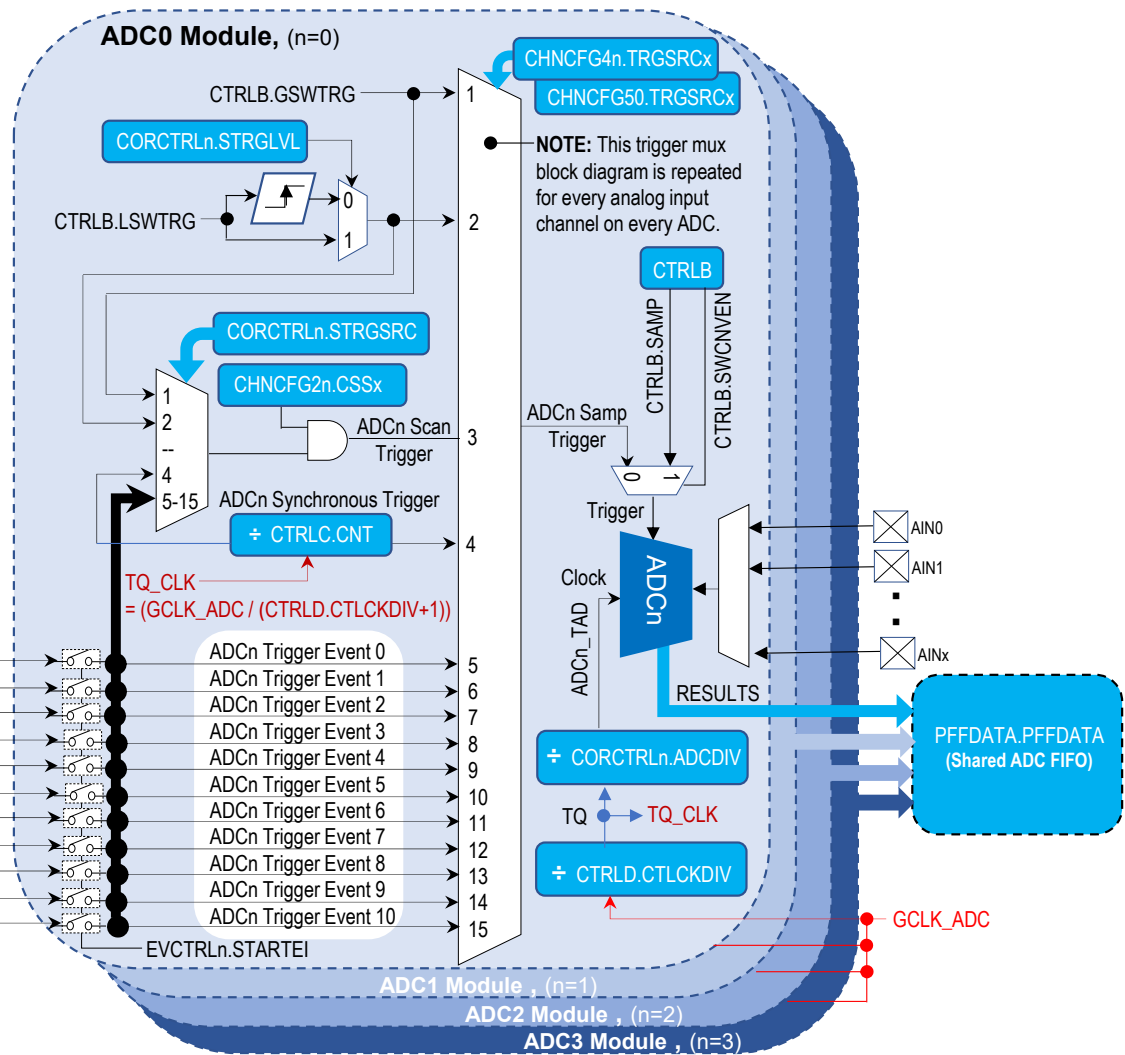 ADC0 Module, (n=0)
CHNCFG4n.TRGSRCx
CHNCFG50.TRGSRCx
CTRLB.GSWTRG
1
CORCTRLn.STRGLVL
NOTE: This trigger mux
block diagram is repeated
for every analog input
channel on every ADC.
0
CTRLB.LSWTRG
2
1
CTRLB
CTRLB.SAMP
CTRLB.SWCNVEN
CORCTRLn.STRGSRC
CHNCFG2n.CSSx
1
2
--
4
5-15
ADCn Scan
Trigger
3
ADCn Samp
Trigger
0
1
ADCn Synchronous Trigger
÷ CTRLC.CNT
4
Trigger
ADCn
AIN0
AIN1
AINx
TQ_CLK
= (GCLK_ADC / (CTRLD.CTLCKDIV+1))
Clock
ADCn_TAD
ADCn Trigger Event 0
5
ADCn Trigger Event 1
6
ADCn Trigger Event 2
7
ADCn Trigger Event 3
8
ADCn Trigger Event 4
9
ADCn Trigger Event 5
10
ADCn Trigger Event 6
11
ADCn Trigger Event 7
12
ADCn Trigger Event 8
13
ADCn Trigger Event 9
14
ADCn Trigger Event 10
15
EVCTRLn.STARTEI
RESULTS
PFFDATA.PFFDATA
(Shared ADC FIFO)
÷ CORCTRLn.ADCDIV
TQ
TQ_CLK
÷ CTRLD.CTLCKDIV
GCLK_ADC
ADC1 Module , (n=1)
ADC2 Module , (n=2)
ADC3 Module , (n=3)